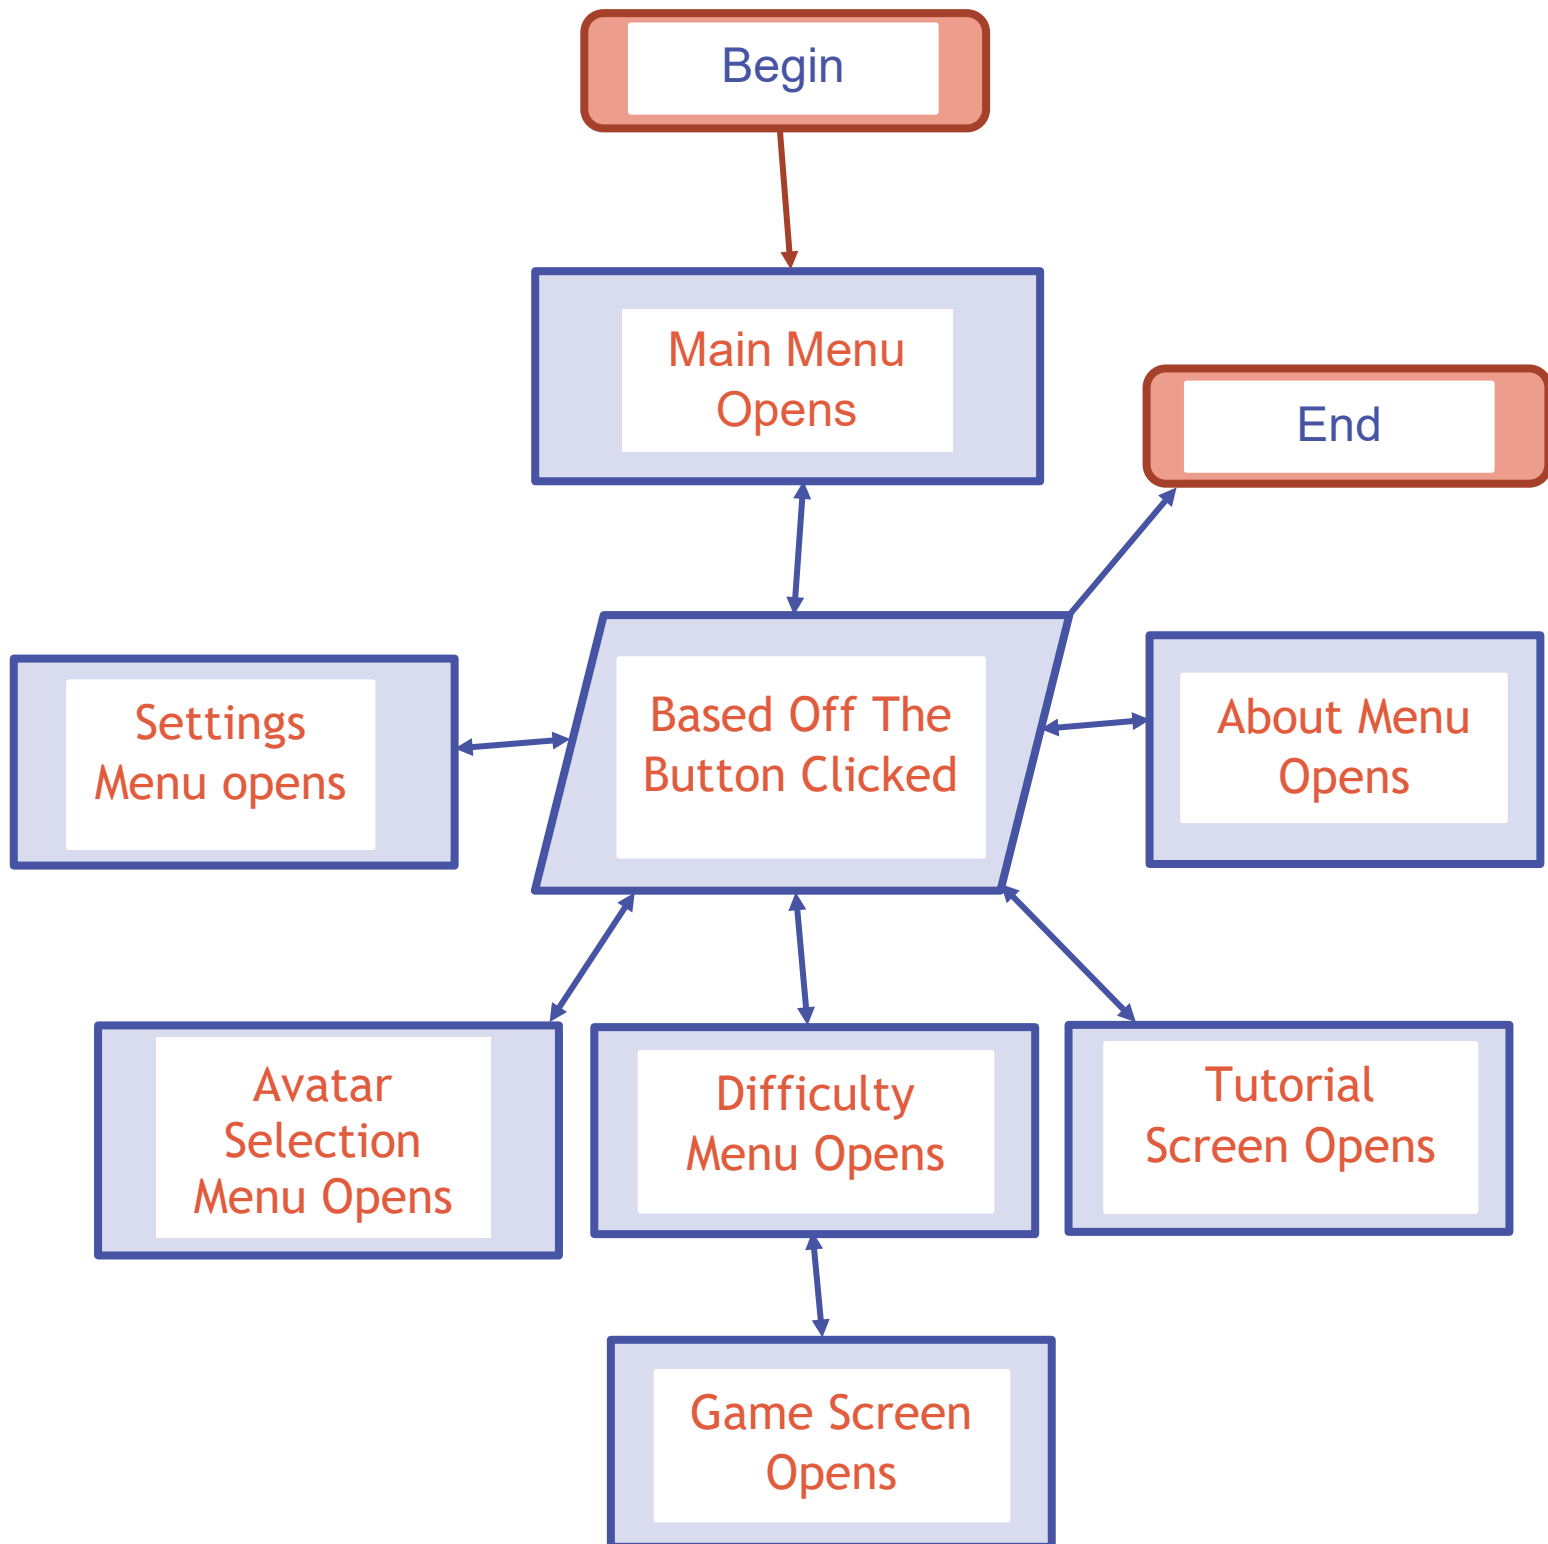 Begin
Main Menu
Opens
End
Settings
Menu opens
Based Off The
Button Clicked
About Menu
Opens
Avatar
Selection
Menu Opens
Difficulty
Menu Opens
Tutorial
Screen Opens
Game Screen
Opens